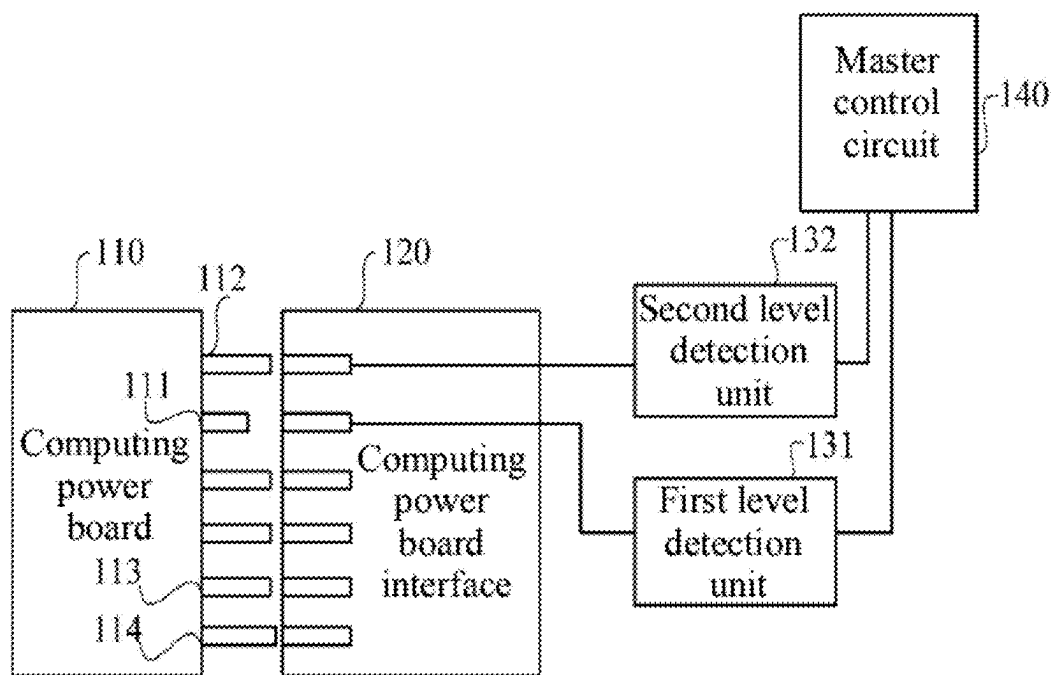 Master
control
circuit
140
110
112
120
132
Second level
detection
unit
111
Computing
power
board
Computing
power
board
interface
131
First level
detection
unit
113
114